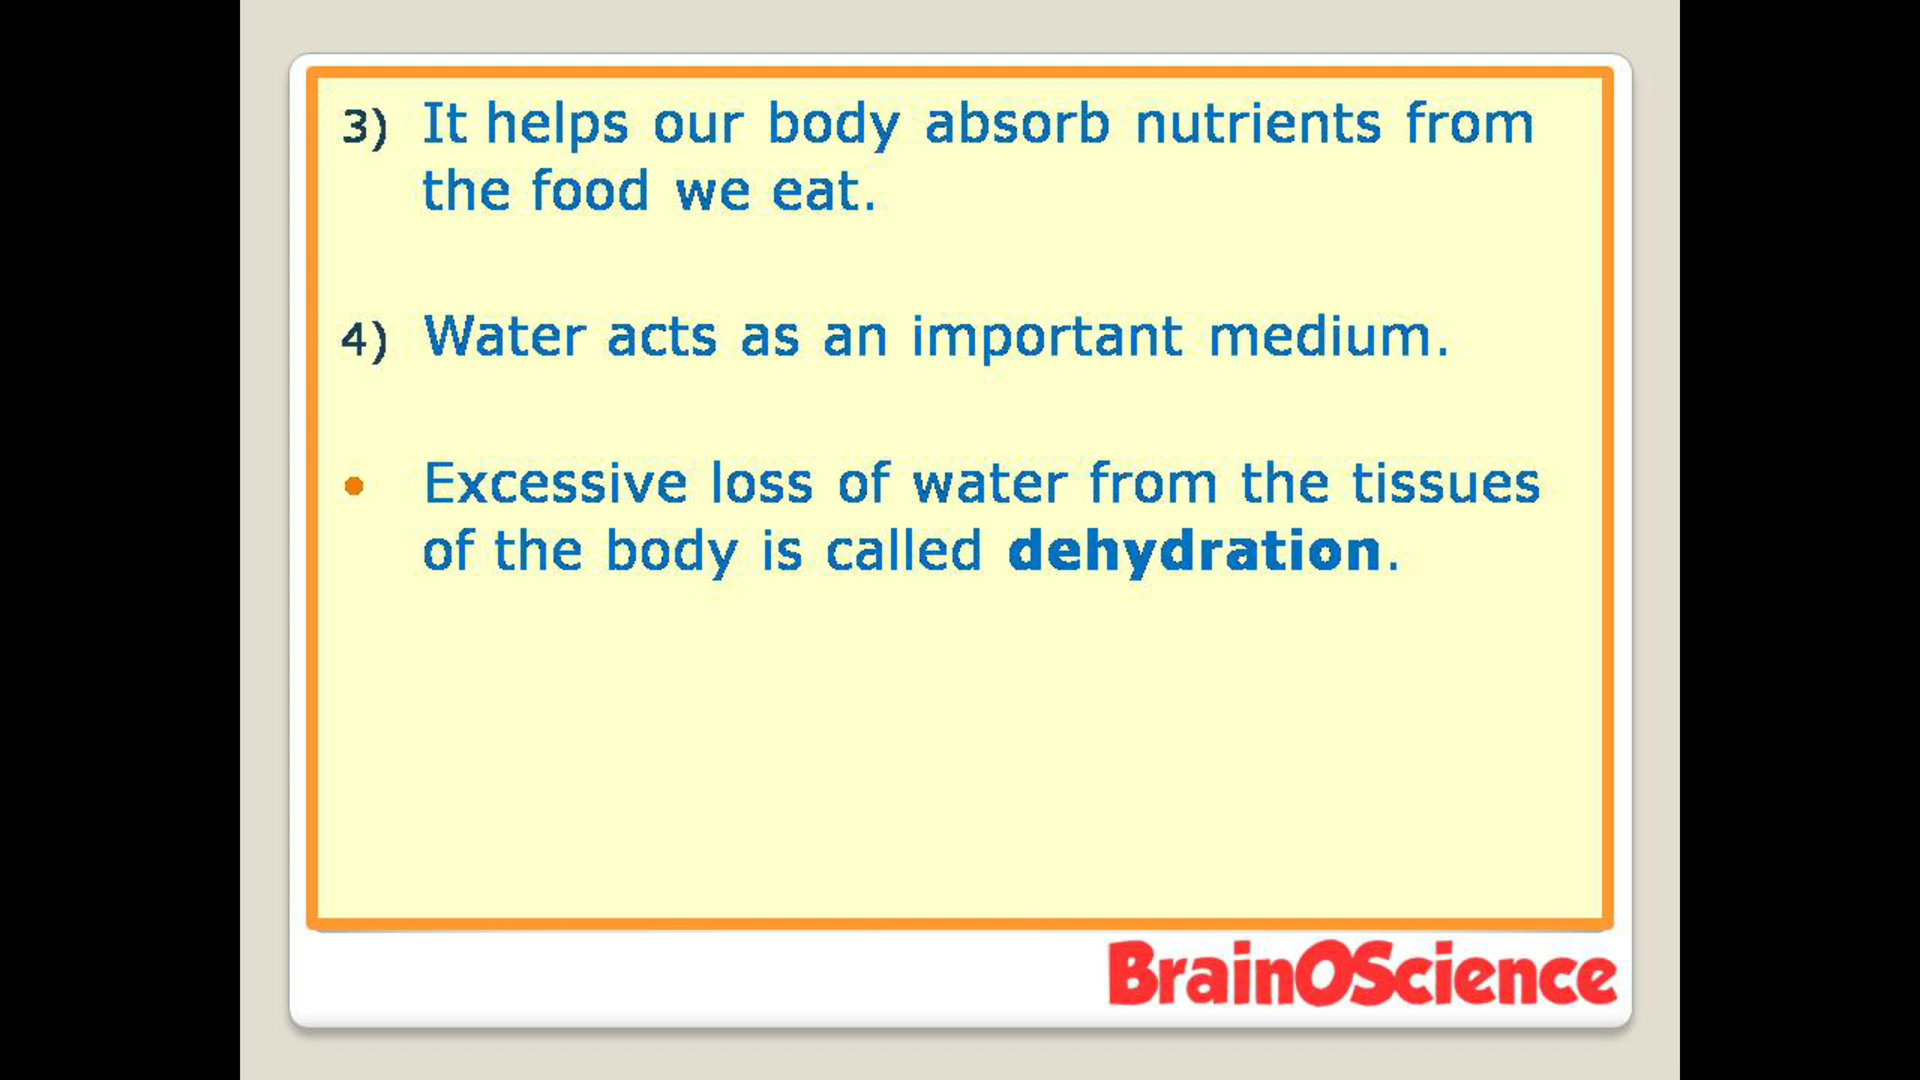 3) It helps our body absorb nutrients from
the food we eat.
4) Water acts as an important medium.
• Excessive loss of water from the tissues
of the body is called dehydration.
BrainOScience